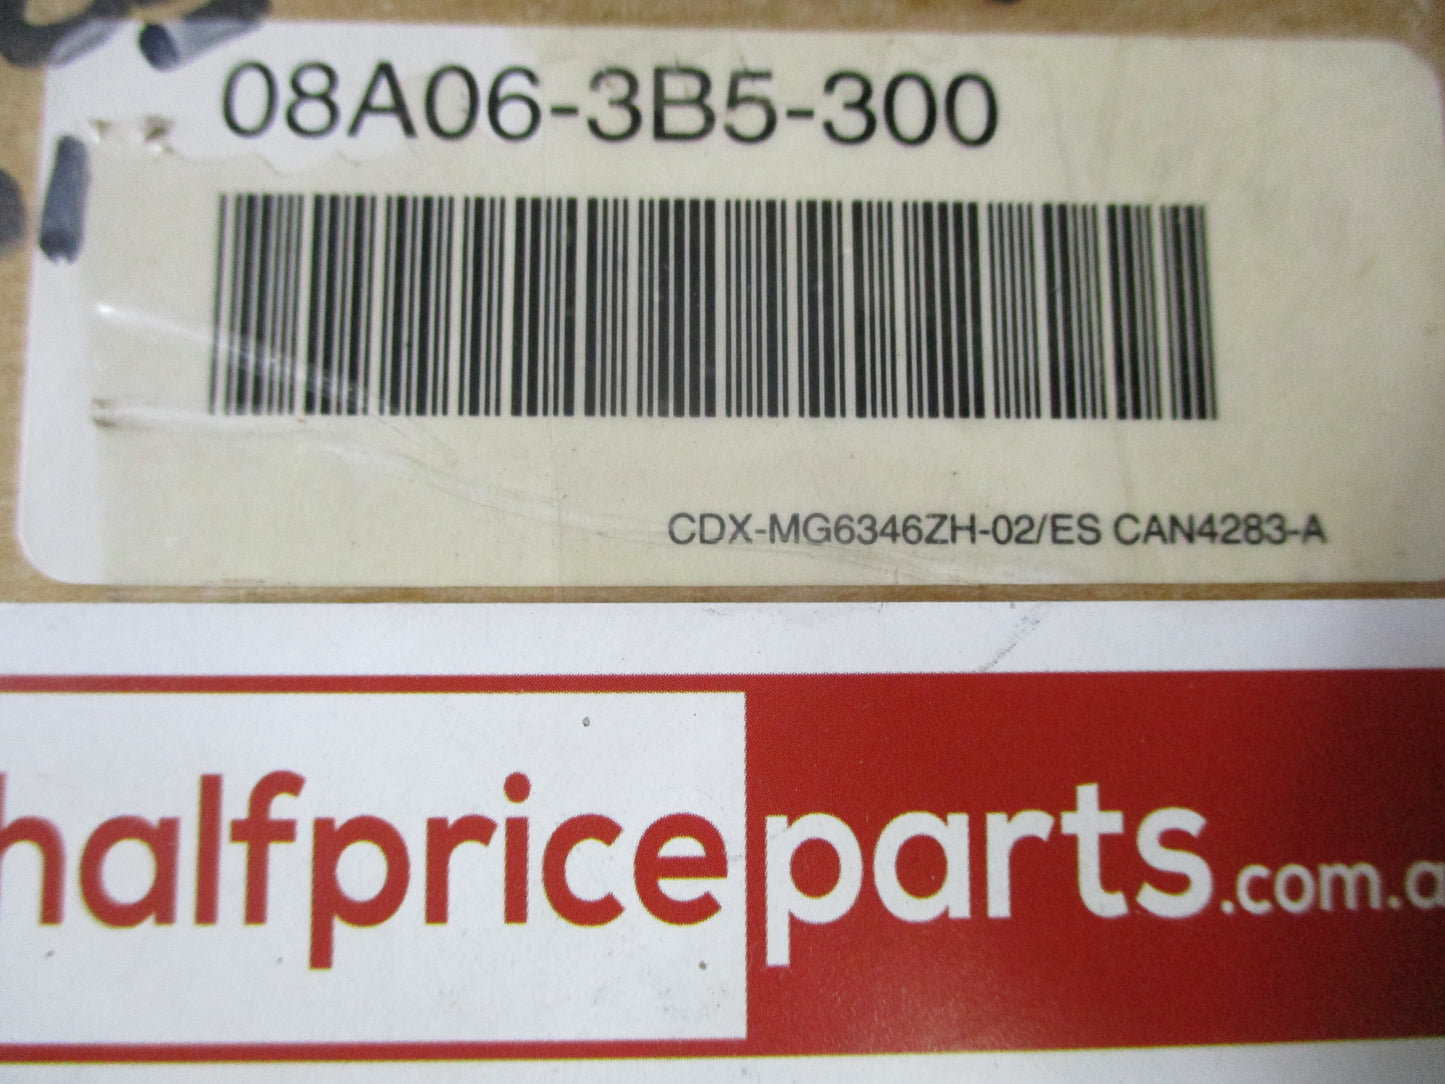 08A06-3B5-300
CDX-MG6346ZH-02/ES CAN4283-A
halfpriceparts.com.a